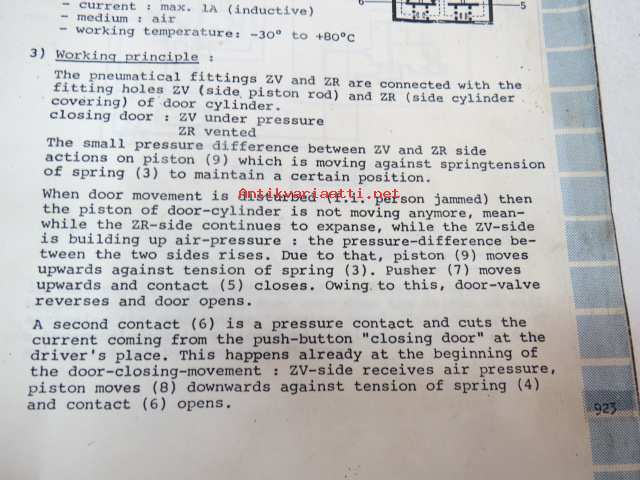 - current : max. 1A (inductive)
- medium : air
- working temperature: -30° to +80°C
6
5
3) Working principle :
The pneumatical fittings ZV and ZR are connected with the
fitting holes ZV (side piston rod) and ZR (side cylinder
covering) of door cylinder.
closing door : ZV under pressure
ZR vented
The small pressure difference between ZV and ZR side
actions on piston (9) which is moving against springtension
of spring (3) to maintain a certain position.
When door movement is disturbed (f.i. person jammed) then
Antikvariaatti.net
the piston of door-cylinder is not moving anymore, mean-
while the ZR-side continues to expanse, while the ZV-side
is building up air-pressure : the pressure-difference be-
tween the two sides rises. Due to that, piston (9) moves
upwards against tension of spring (3). Pusher (7) moves
upwards and contact (5) closes. Owing to this, door-valve
reverses and door opens.
A second contact (6) is a pressure contact and cuts the
current coming from the push-button "closing door" at the
driver's place. This happens already at the beginning of
the door-closing-movement : ZV-side receives air pressure,
piston moves (8) downwards against tension of spring (4)
and contact (6) opens.
923